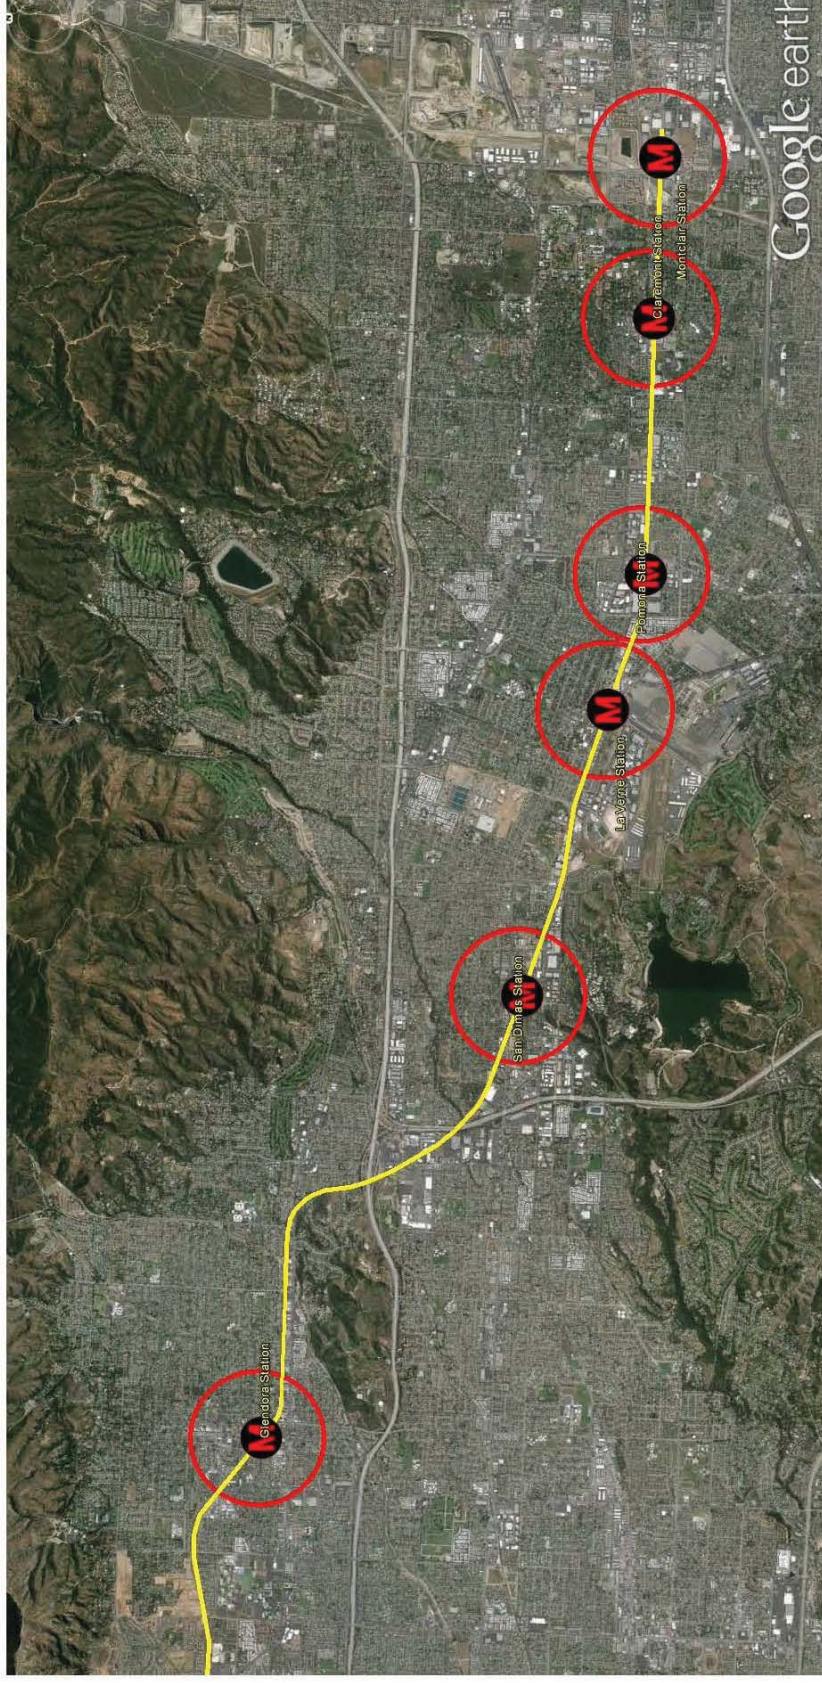 Glendora Station
San Dimas Station
La Verne Station
Pomona Station
Claremont Station
Montclair Station
M
M
M
M
M
M
Google earth